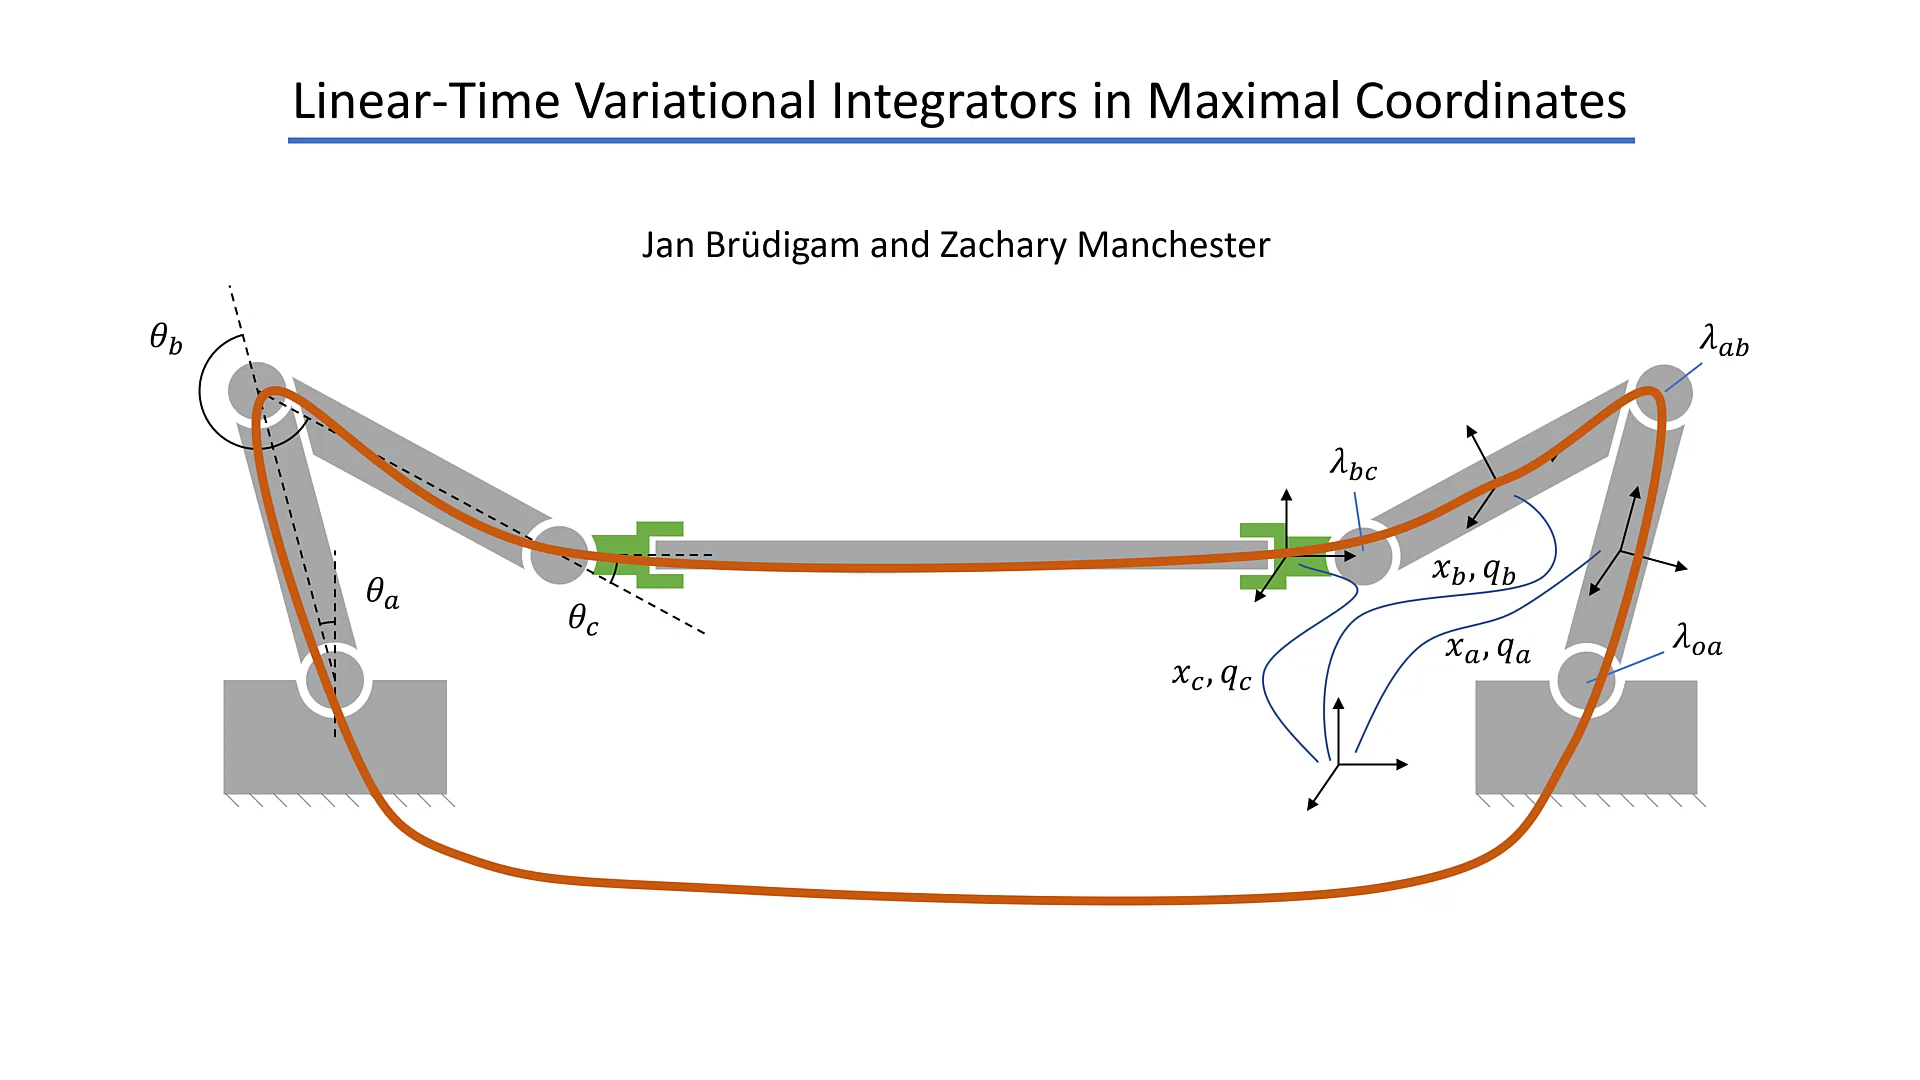 Linear-Time Variational Integrators in Maximal Coordinates
Jan Brüdigam and Zachary Manchester
θ_b
λ_ab
λ_bc
x_b, q_b
θ_a
θ_c
x_a, q_a
λ_oa
x_c, q_c